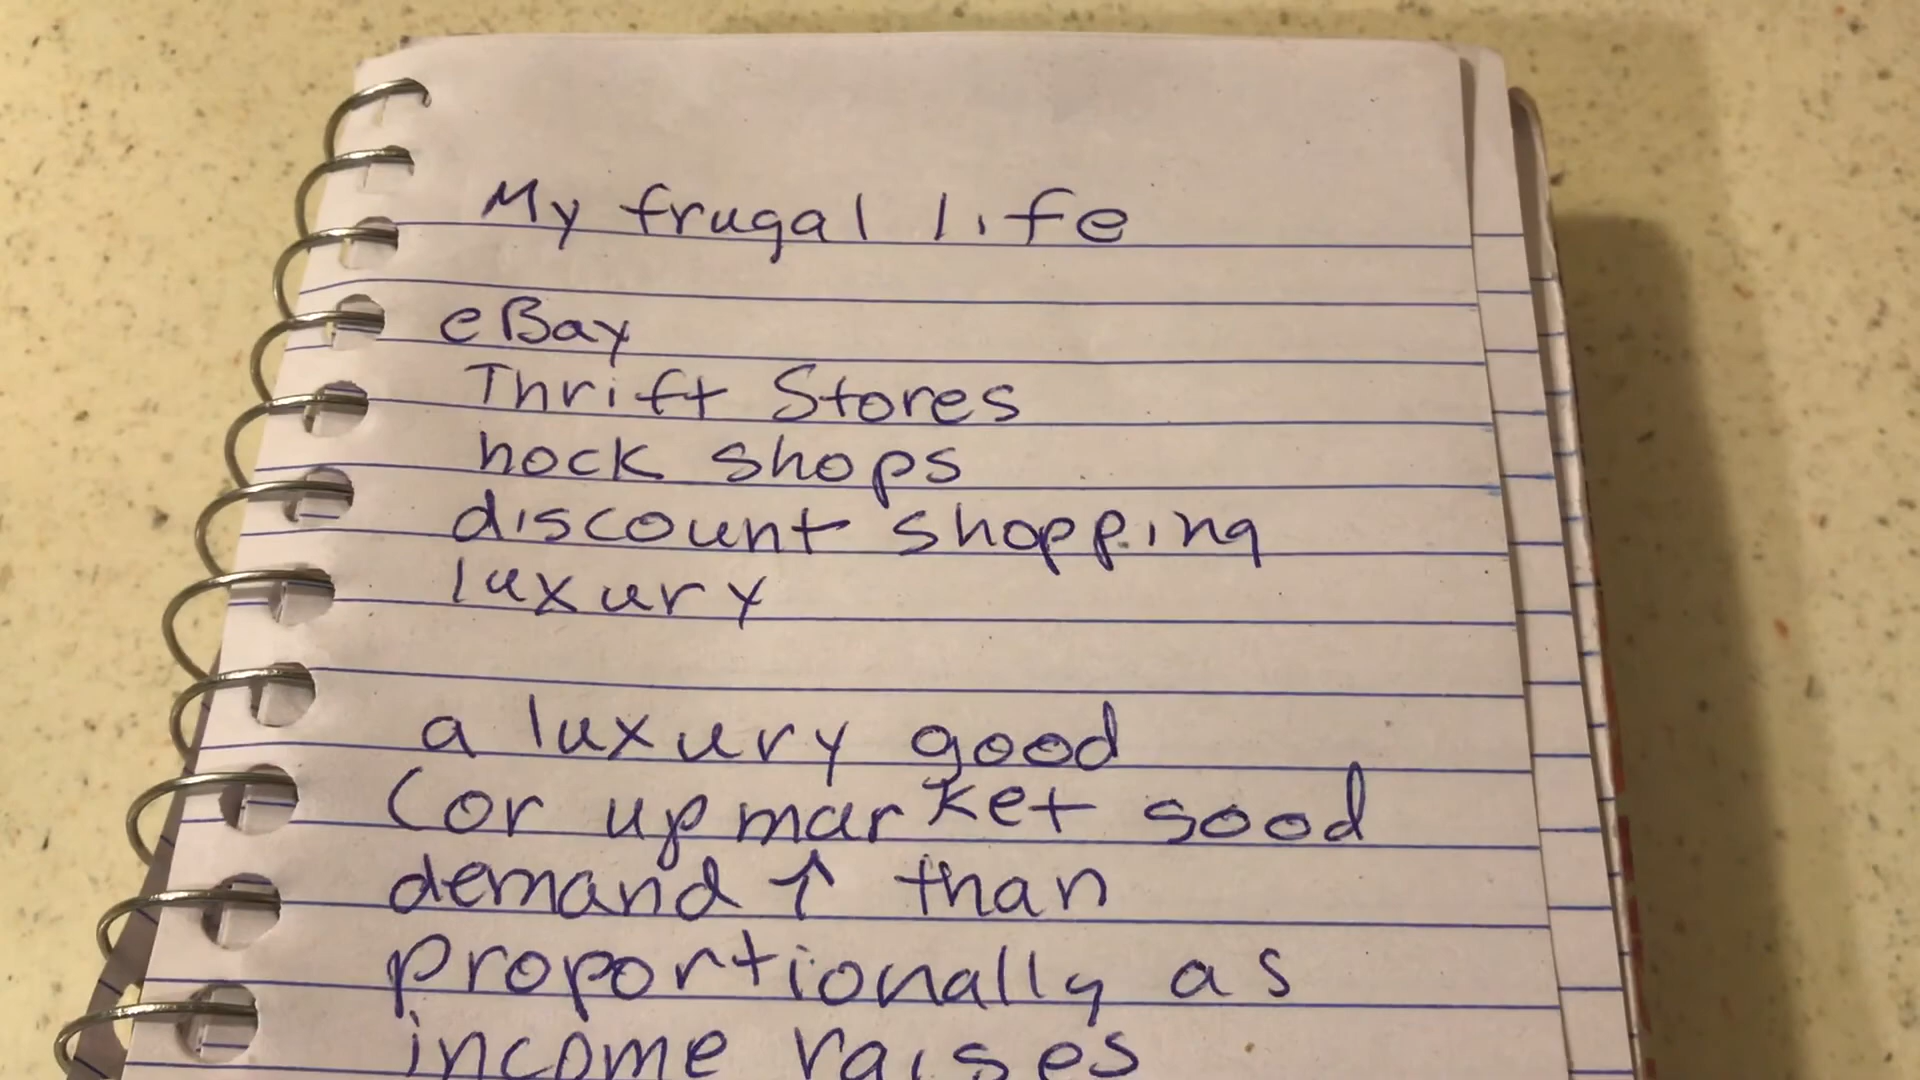 My frugal life
eBay
Thrift Stores
hock shops
discount shopping
luxury
a luxury good
(or upmarket sood
demand ↑ than
proportionally as
income raises